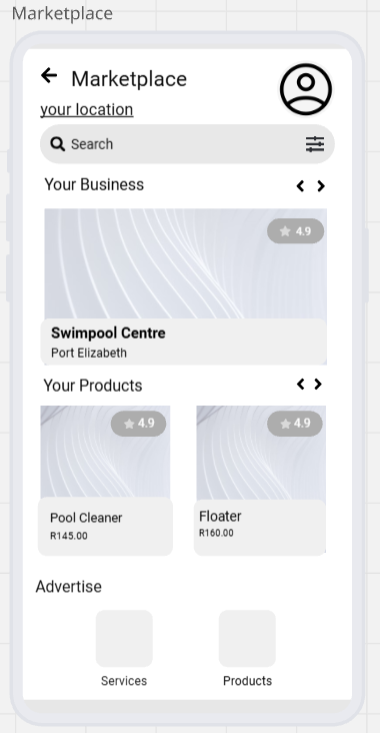 Marketplace
Marketplace
your location
Search
Your Business
4.9
Swimpool Centre
Port Elizabeth
Your Products
4.9
4.9
Pool Cleaner
R145.00
Floater
R160.00
Advertise
Services
Products